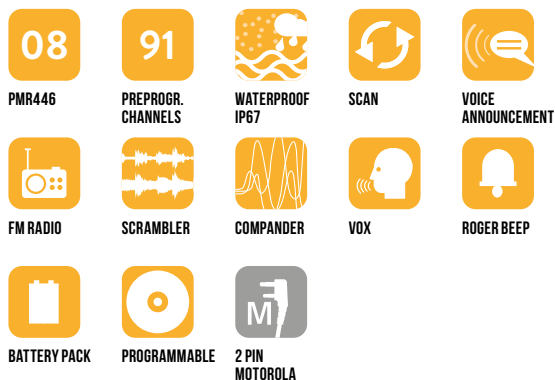 08
91
PMR446
PREPROGR.
CHANNELS
WATERPROOF
IP67
SCAN
VOICE
ANNOUNCEMENT
FM RADIO
SCRAMBLER
COMPANDER
VOX
ROGER BEEP
M
BATTERY PACK
PROGRAMMABLE
2 PIN
MOTOROLA